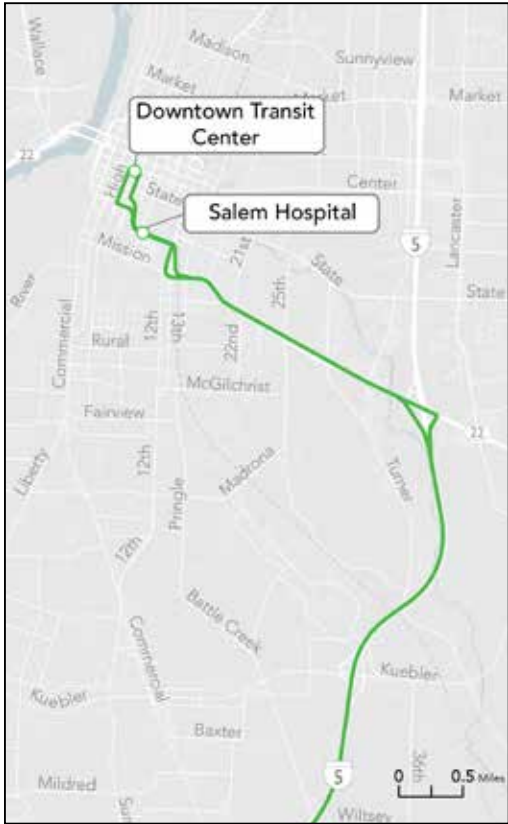 Wallace
Madison
Sunnyview
Market
Market
Market
Downtown Transit
Center
22
High
State
Center
Salem Hospital
Lancaster
5
Mission
21st
State
State
River
25th
12th
13th
22nd
Commercial
Rural
McGilchrist
Fairview
22
Liberty
12th
Madrona
Turner
Pringle
12th
Battle Creek
Commercial
Kuebler
Kuebler
Baxter
36th
Mildred
5
0 0.5 Miles
Wiltsey